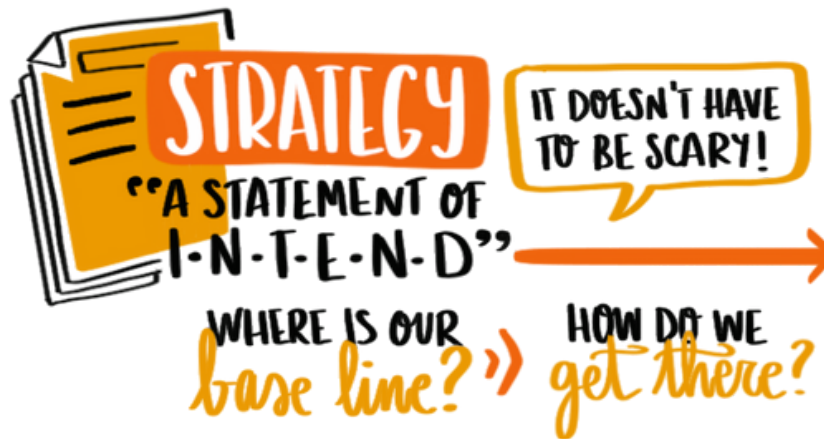 STRATEGY
"A STATEMENT OF
I·N·T·E·N·D"
IT DOESN'T HAVE
TO BE SCARY!
WHERE IS OUR
base line?
HOW DO WE
get there?